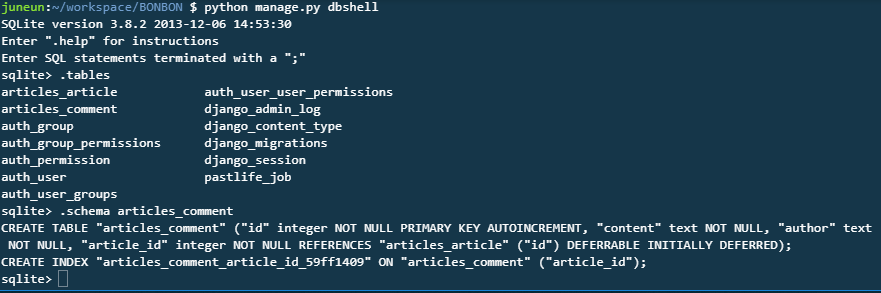 juneun:~/workspace/BONBON $ python manage.py dbshell
SQLite version 3.8.2 2013-12-06 14:53:30
Enter ".help" for instructions
Enter SQL statements terminated with a ";"
sqlite> .tables
articles_article          auth_user_user_permissions
articles_comment          django_admin_log
auth_group                django_content_type
auth_group_permissions    django_migrations
auth_permission           django_session
auth_user                 pastlife_job
auth_user_groups
sqlite> .schema articles_comment
CREATE TABLE "articles_comment" ("id" integer NOT NULL PRIMARY KEY AUTOINCREMENT, "content" text NOT NULL, "author" text
 NOT NULL, "article_id" integer NOT NULL REFERENCES "articles_article" ("id") DEFERRABLE INITIALLY DEFERRED);
CREATE INDEX "articles_comment_article_id_59ff1409" ON "articles_comment" ("article_id");
sqlite>